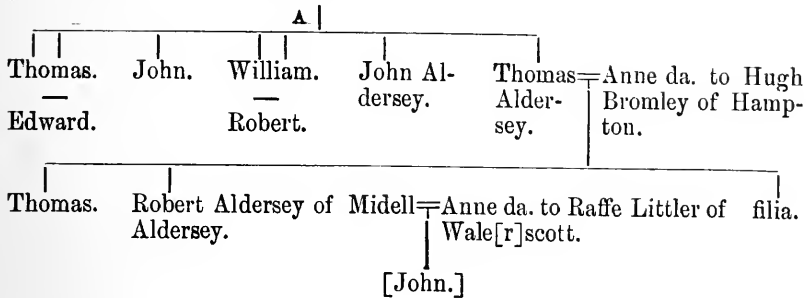 A
Thomas. John. William. John Al- Thomas Anne da. to Hugh
Edward. Robert. dersey. Alder- Bromley of Hamp-
sey. ton.
Thomas. Robert Aldersey of Midell Anne da. to Raffe Littler of filia.
Aldersey. Wale[r]scott.
[John.]